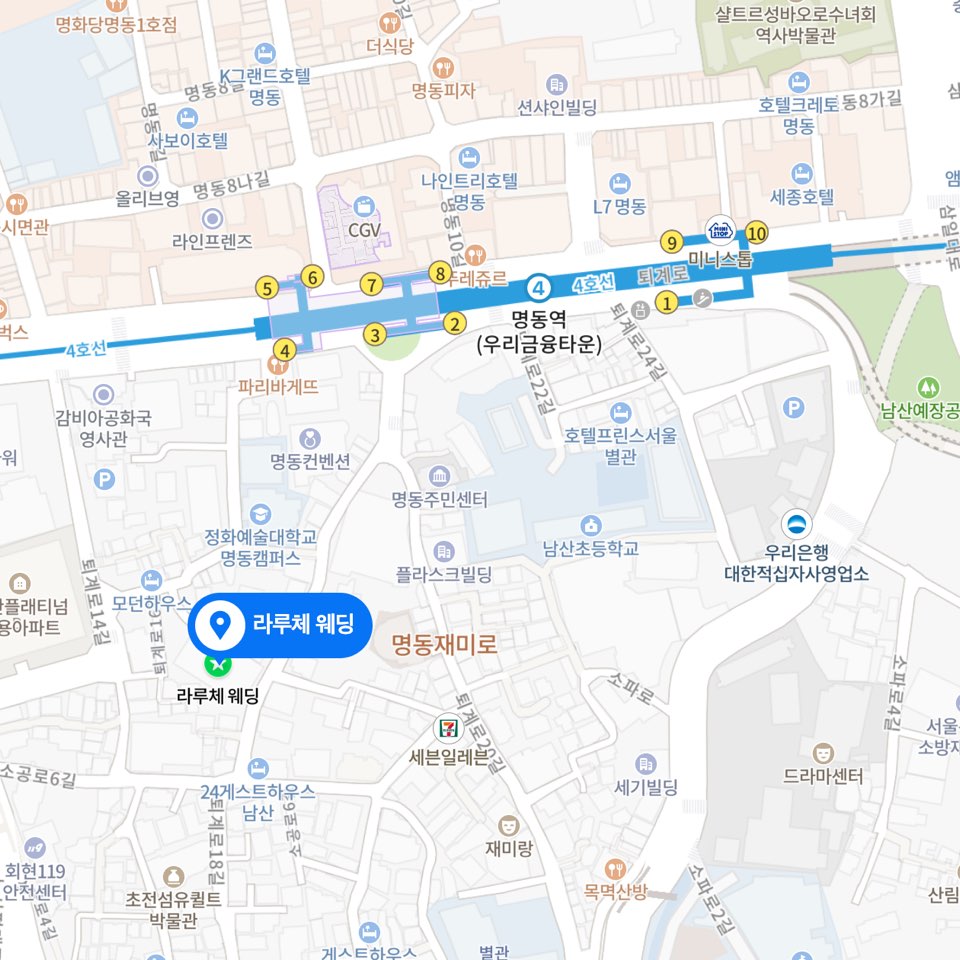 명화당명동1호점
더식당
샬트르성바오로수녀회
역사박물관
K그랜드호텔
명동
명동8길
명동피자
션샤인빌딩
호텔크레토
명동
동8가길
사보이호텔
올리브영
명동8나길
나인트리호텔
명동
L7 명동
세종호텔
시면관
라인프렌즈
CGV
명동10길
9
미니스톱
10
삼일대로
5
6
7
8
뚜레쥬르
4
4호선
퇴계로
1
명동역
(우리금융타운)
벅스
4호선
4
3
2
파리바게뜨
퇴계로22길
퇴계로24길
감비아공화국
영사관
P
남산예장공
호텔프린스서울
별관
명동컨벤션
P
명동주민센터
정화예술대학교
명동캠퍼스
남산초등학교
우리은행
대한적십자사영업소
플라스크빌딩
모던하우스
퇴계로14길
플래티넘
용아파트
라루체 웨딩
명동재미로
라루체 웨딩
소파로
퇴계로20길
소파로4길
7
세븐일레븐
서울
소방재
소공로6길
24게스트하우스
남산
세기빌딩
드라마센터
퇴계로18길
재미랑
회현119
안전센터
초전섬유퀼트
박물관
목멱산방
소파로2길
산림
게스트하우스
별관